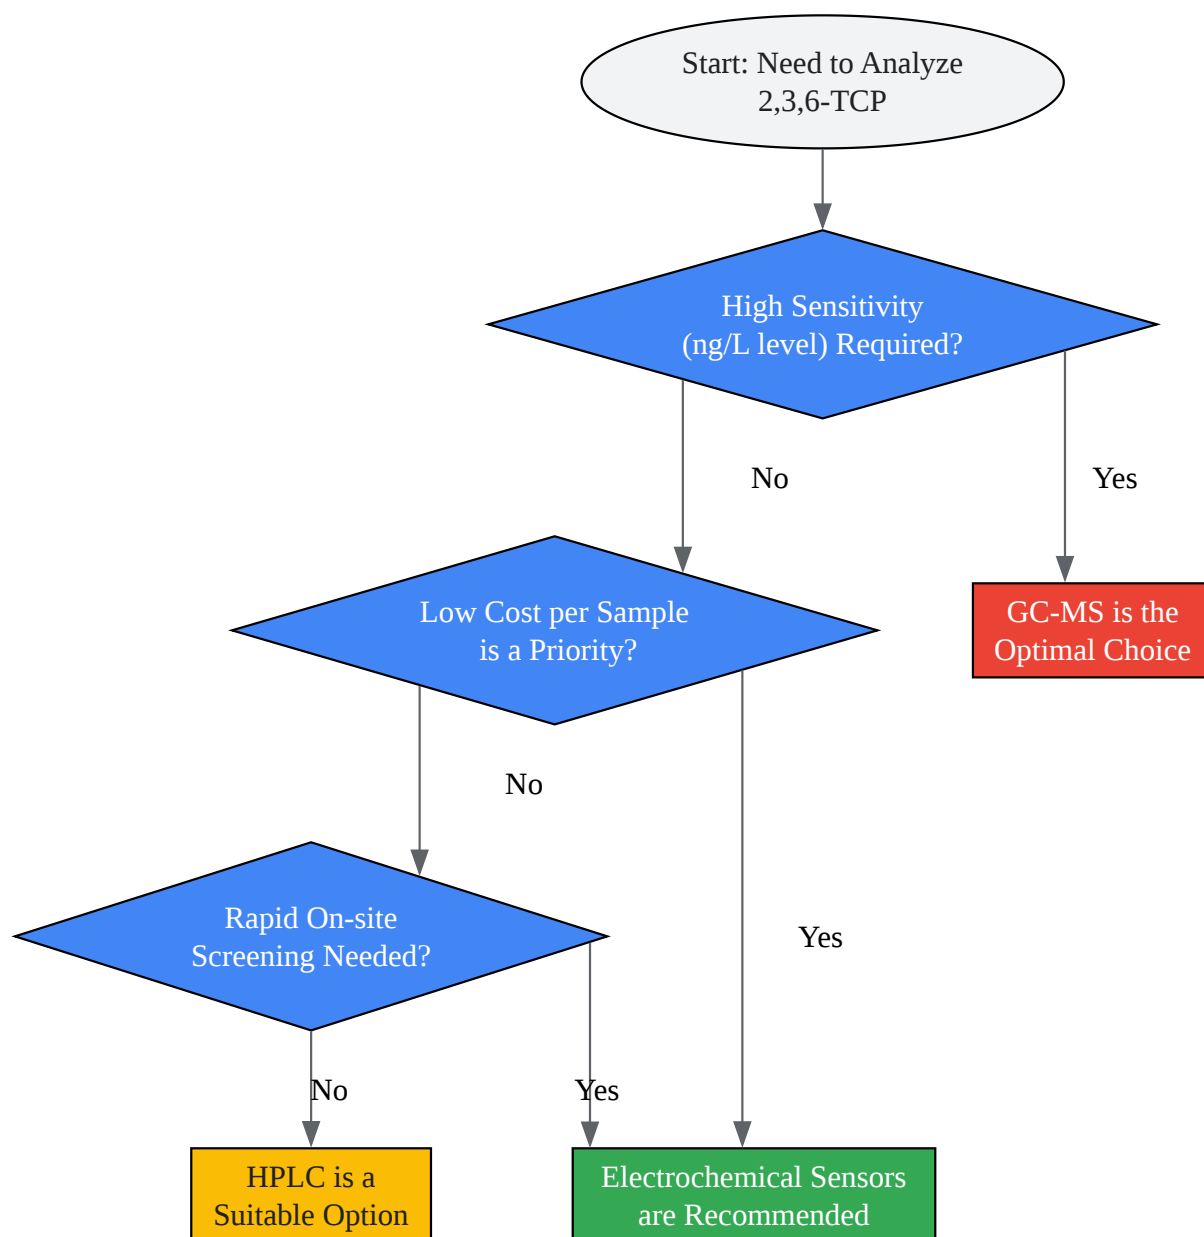 Start: Need to Analyze
2,3,6-TCP
High Sensitivity
(ng/L level) Required?
No
Yes
Low Cost per Sample
is a Priority?
GC-MS is the
Optimal Choice
No
Rapid On-site
Screening Needed?
Yes
No
Yes
HPLC is a
Suitable Option
Electrochemical Sensors
are Recommended